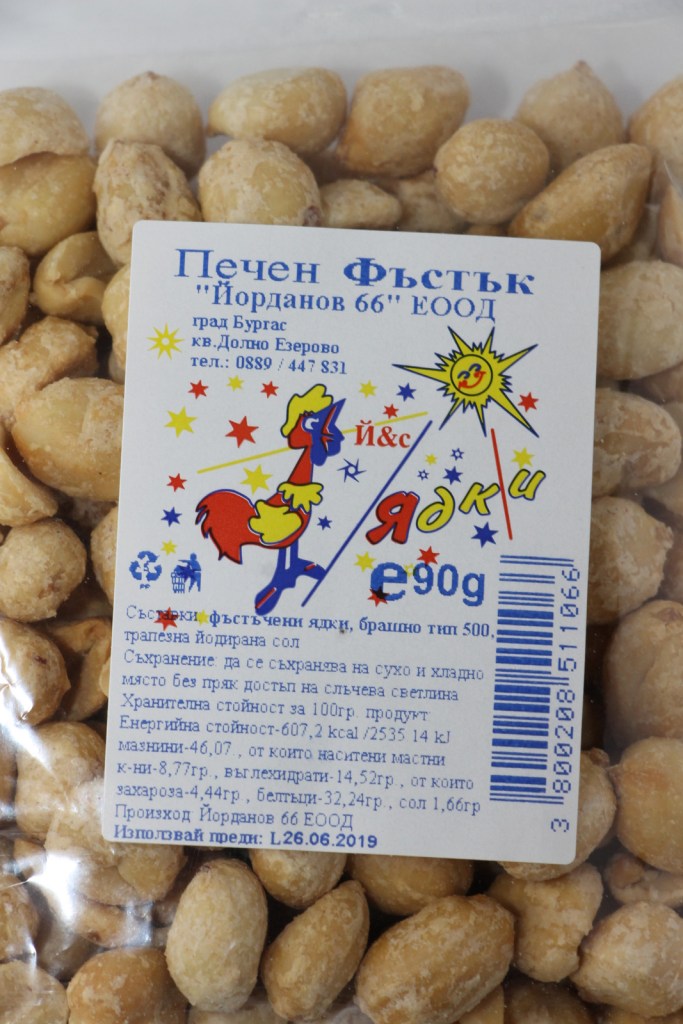 Печен Фъстък
"Йорданов 66" ЕООД
град Бургас
кв.Долно Езерово
тел.: 0889 / 447 831
Й&с
Ядки
e90g
Съставки: фъстъчени ядки, брашно тип 500,
трапезна йодирана сол
Съхранение: да се съхранява на сухо и хладно
място без пряк достъп на слъчева светлина
Хранителна стойност за 100гр. продукт:
Енергийна стойност-607,2 kcal /2535 14 kJ
мазнини-46,07., от които наситени мастни
к-ни-8,77гр., въглехидрати-14,52гр., от които
захароза-4,44гр., белтъци-32,24гр., сол 1,66гр
Произход: Йорданов 66 ЕООД
Използвай преди: L26.06.2019
3 800208 511066